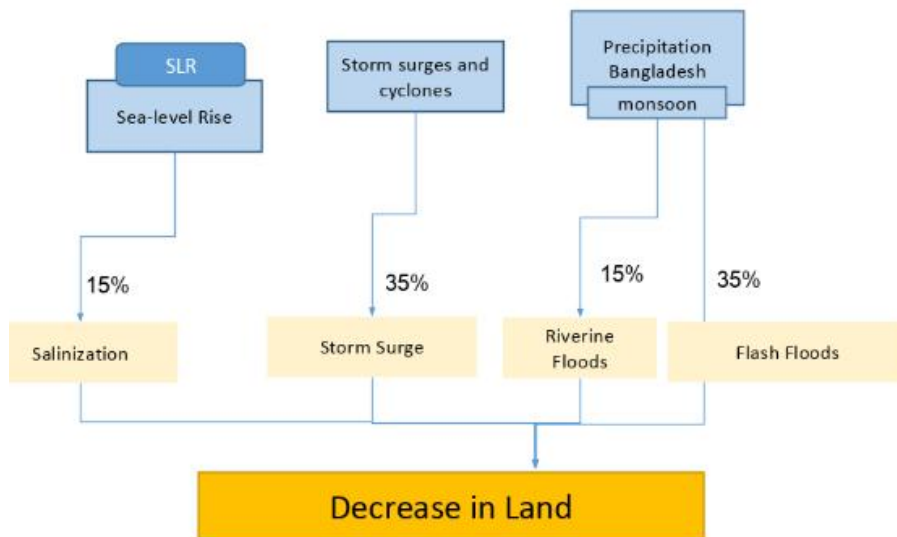 SLR
Sea-level Rise
Storm surges and
cyclones
Precipitation
Bangladesh
monsoon
15%
35%
15%
35%
Salinization
Storm Surge
Riverine
Floods
Flash Floods
Decrease in Land